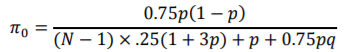 π₀ = 0.75p(1 − p) / (N − 1) × .25(1 + 3p) + p + 0.75pq